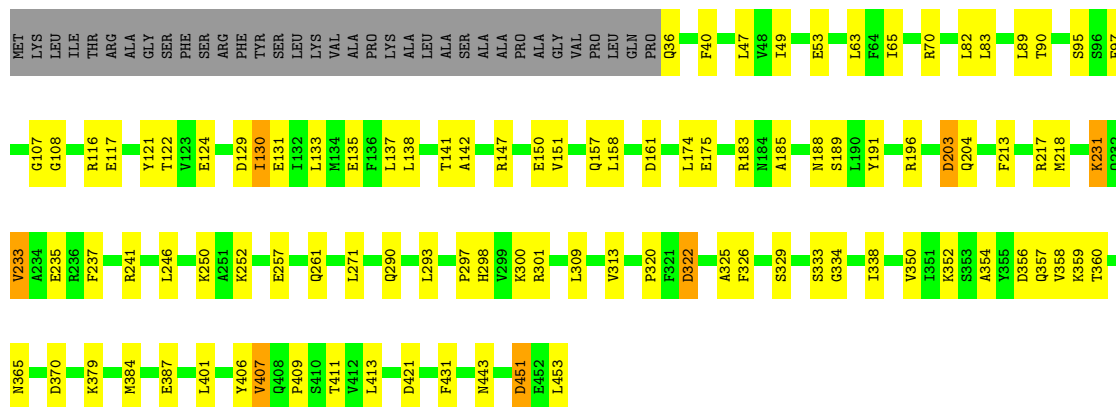 MET LYS LEU ILE THR ARG ALA GLY SER PHE SER ARG PHE TYR SER LEU LYS VAL ALA PRO LYS ALA LEU ALA SER ALA ALA PRO ALA GLY VAL PRO LEU GLN PRO Q36 F40 L47 V48 I49 E53 L63 F64 I65 R70 L82 L83 L89 T90 S95 S96
G107 G108 R116 E117 Y121 T122 V123 E124 D129 I130 E131 I132 L133 M134 E135 F136 L137 L138 T141 A142 R147 E150 V151 Q157 L158 D161 L174 E175 R183 N184 A185 N188 S189 L190 Y191 R196 D203 Q204 F213 R217 M218 K231
V233 A234 E235 R236 F237 R241 L246 K250 A251 K252 E257 Q261 L271 Q290 L293 P297 H298 V299 K300 R301 L309 V313 P320 F321 D322 A325 F326 S329 S333 G334 I338 V350 I351 K352 S353 A354 Y355 D356 Q357 V358 K359 T360
N365 D370 K379 M384 E387 L401 Y406 V407 Q408 P409 S410 T411 V412 L413 D421 F431 N443 D451 E452 L453